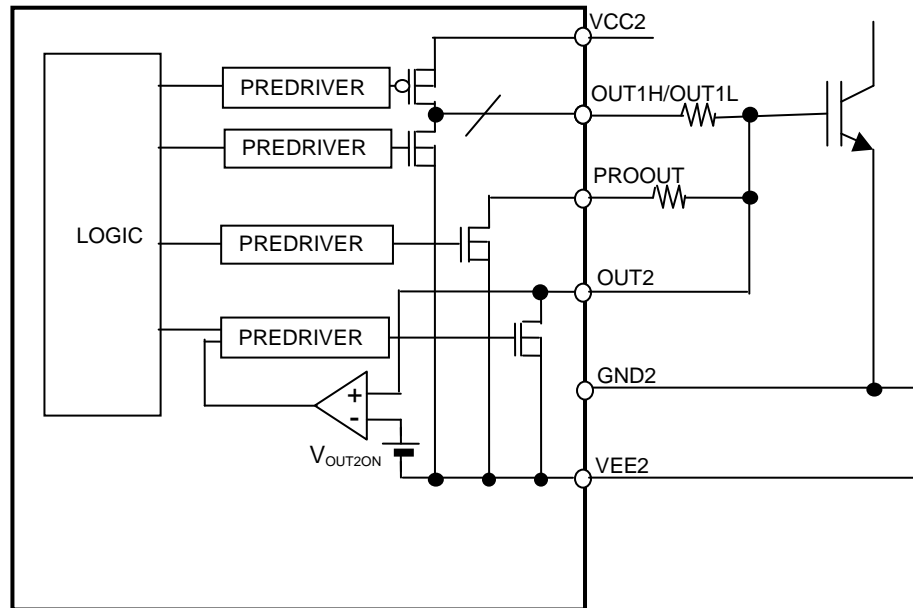 VCC2
PREDRIVER
OUT1H/OUT1L
PREDRIVER
PROOUT
LOGIC
PREDRIVER
OUT2
PREDRIVER
GND2
+
-
VOUT2ON
VEE2